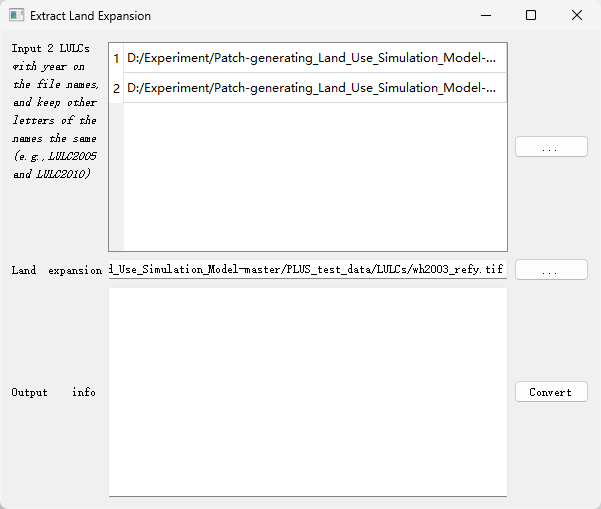 Extract Land Expansion
Input 2 LULCs
with year on
the file names,
and keep other
letters of the
names the same
(e.g.,LULC2005
and LULC2010)
1 D:/Experiment/Patch-generating_Land_Use_Simulation_Model-...
2 D:/Experiment/Patch-generating_Land_Use_Simulation_Model-...
...
Land expansion d_Use_Simulation_Model-master/PLUS_test_data/LULCs/wh2003_refy.tif ...
Output info
Convert